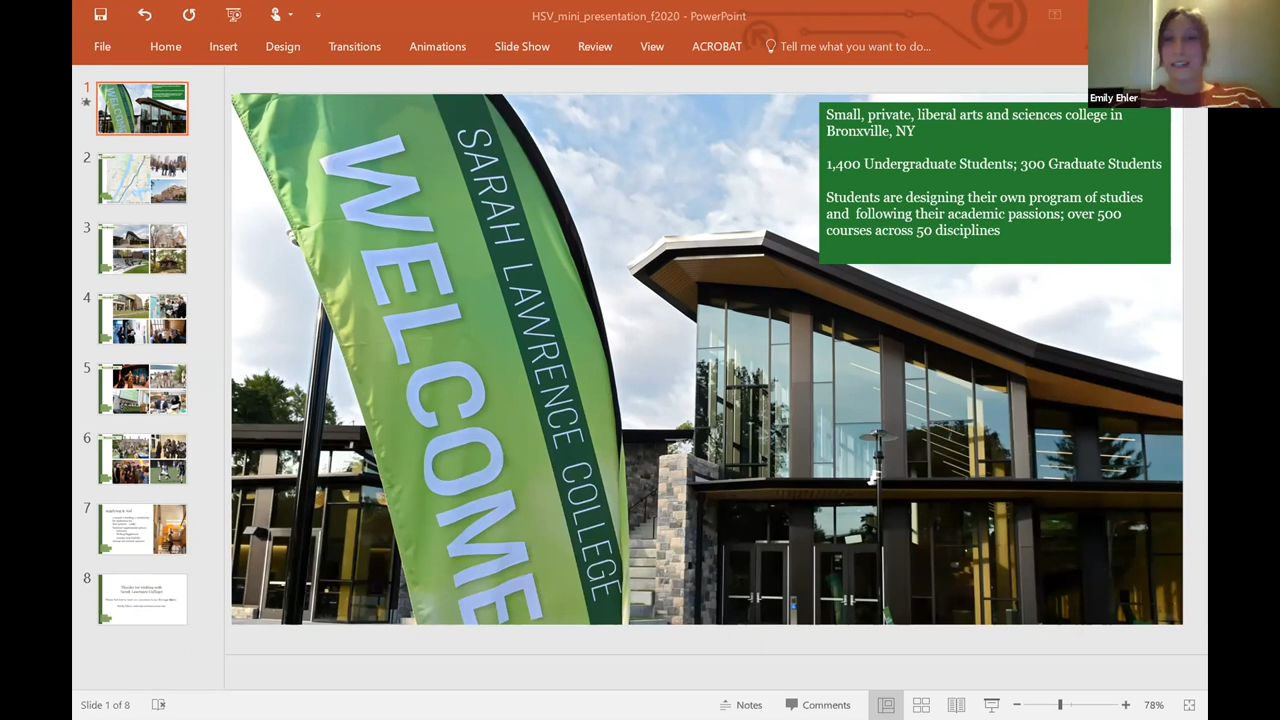 HSV_mini_presentation_f2020 - PowerPoint
File Home Insert Design Transitions Animations Slide Show Review View ACROBAT Tell me what you want to do...
Emily Ehler
1
2
3
4
5
6
7
8
WELCOME
SARAH LAWRENCE COLLEGE
Small, private, liberal arts and sciences college in
Bronxville, NY
1,400 Undergraduate Students; 300 Graduate Students
Students are designing their own program of studies
and following their academic passions; over 500
courses across 50 disciplines
Slide 1 of 8
Notes Comments 78%